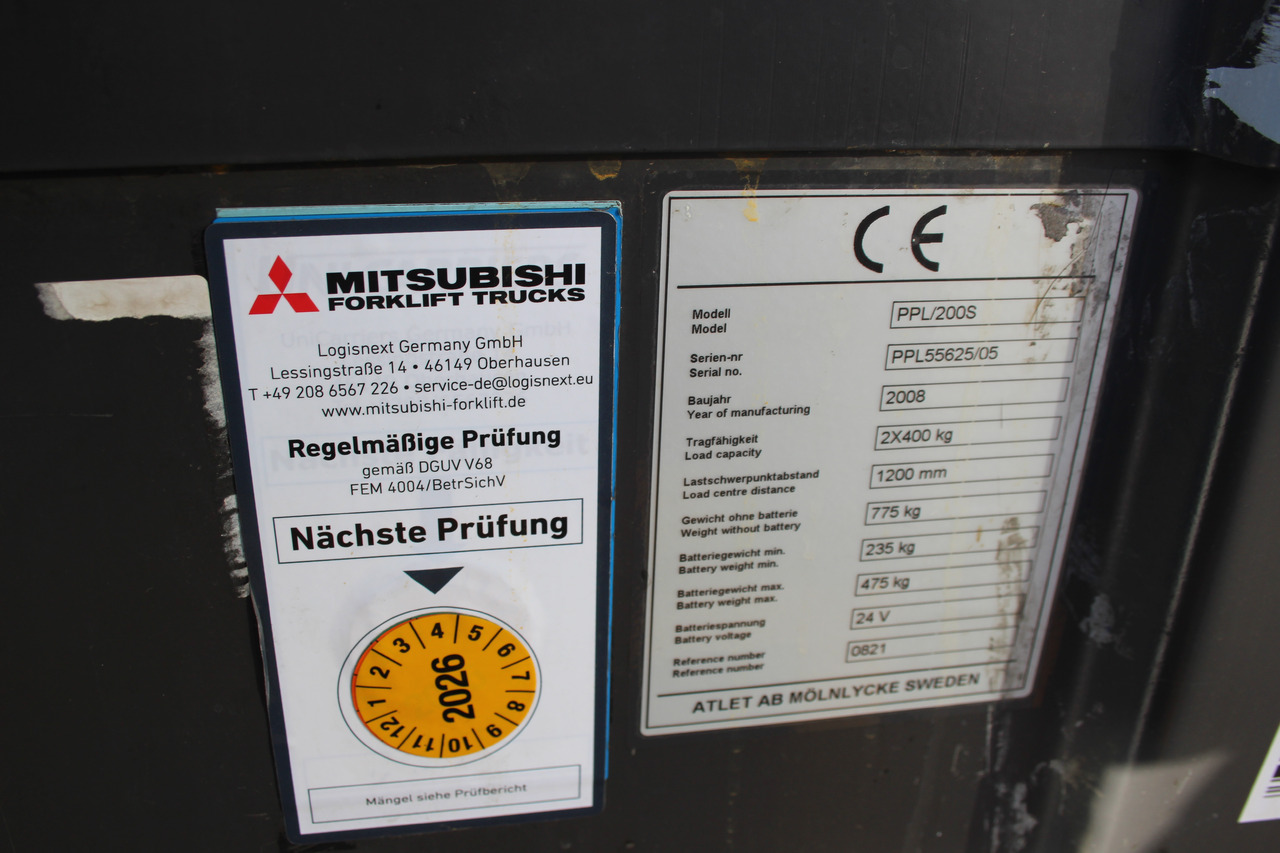 MITSUBISHI
FORKLIFT TRUCKS
Logisnext Germany GmbH
Lessingstraße 14 • 46149 Oberhausen
T +49 208 6567 226 • service-de@logisnext.eu
www.mitsubishi-forklift.de
Regelmäßige Prüfung
gemäß DGUV V68
FEM 4004/BetrSichV
Nächste Prüfung
1 2 3 4 5 6 7 8 9 10 11 12
2026
Mängel siehe Prüfbericht
CE
Modell
Model
PPL/200S
Serien-nr
Serial no.
PPL55625/05
Baujahr
Year of manufacturing
2008
Tragfähigkeit
Load capacity
2X400 kg
Lastschwerpunktabstand
Load centre distance
1200 mm
Gewicht ohne batterie
Weight without battery
775 kg
Batteriegewicht min.
Battery weight min.
235 kg
Batteriegewicht max.
Battery weight max.
475 kg
Batteriespannung
Battery voltage
24 V
Reference number
Reference number
0821
ATLET AB MÖLNLYCKE SWEDEN